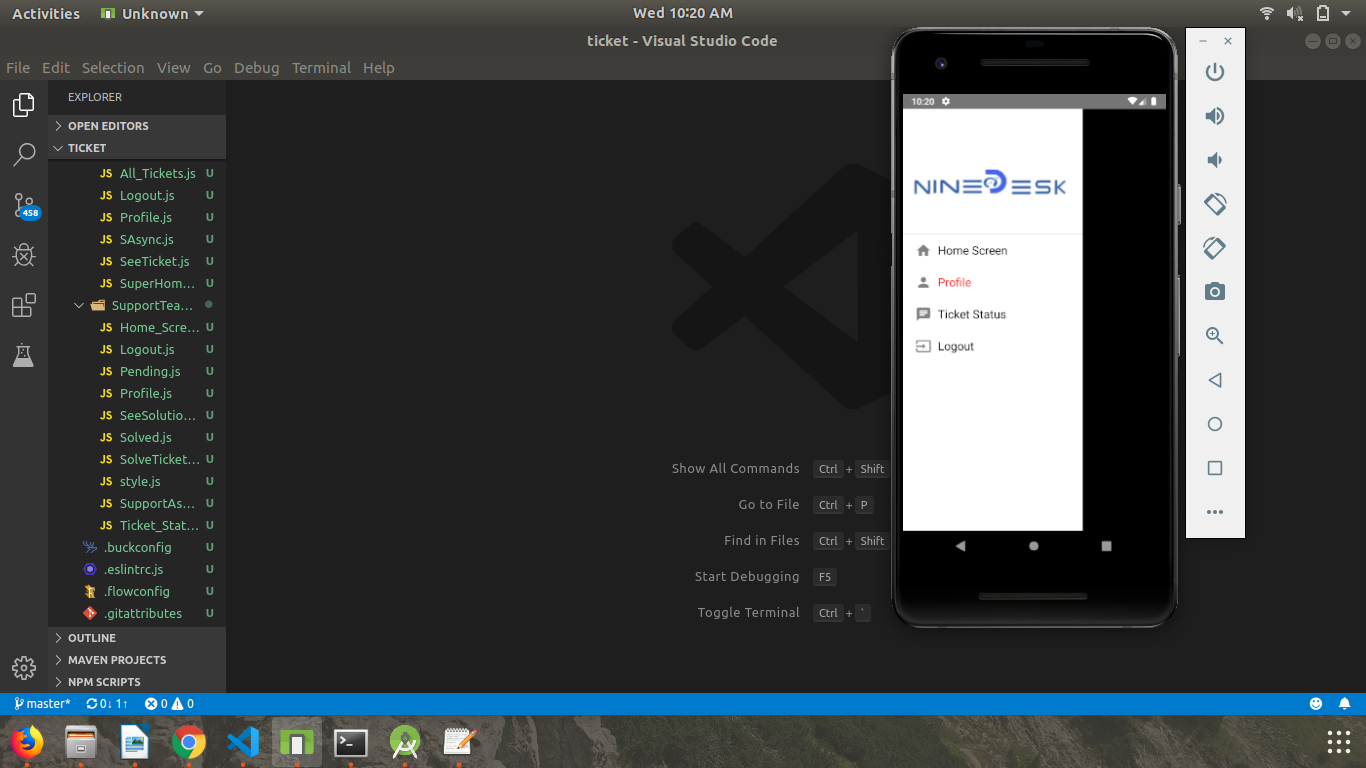 Activities
Unknown
Wed 10:20 AM
ticket - Visual Studio Code
File Edit Selection View Go Debug Terminal Help
EXPLORER
OPEN EDITORS
TICKET
JS All_Tickets.js U
JS Logout.js U
JS Profile.js U
JS SAsync.js U
JS SeeTicket.js U
JS SuperHom... U
SupportTea...
JS Home_Scre... U
JS Logout.js U
JS Pending.js U
JS Profile.js U
JS SeeSolutio... U
JS Solved.js U
JS SolveTicket... U
JS style.js U
JS SupportAs... U
JS Ticket_Stat... U
.buckconfig U
.eslintrc.js U
.flowconfig U
.gitattributes U
OUTLINE
MAVEN PROJECTS
NPM SCRIPTS
458
Show All Commands Ctrl + Shift
Go to File Ctrl + P
Find in Files Ctrl + Shift
Start Debugging F5
Toggle Terminal Ctrl + `
10:20
NINEDESK
Home Screen
Profile
Ticket Status
Logout
master* 0↓ 1↑ 0 0